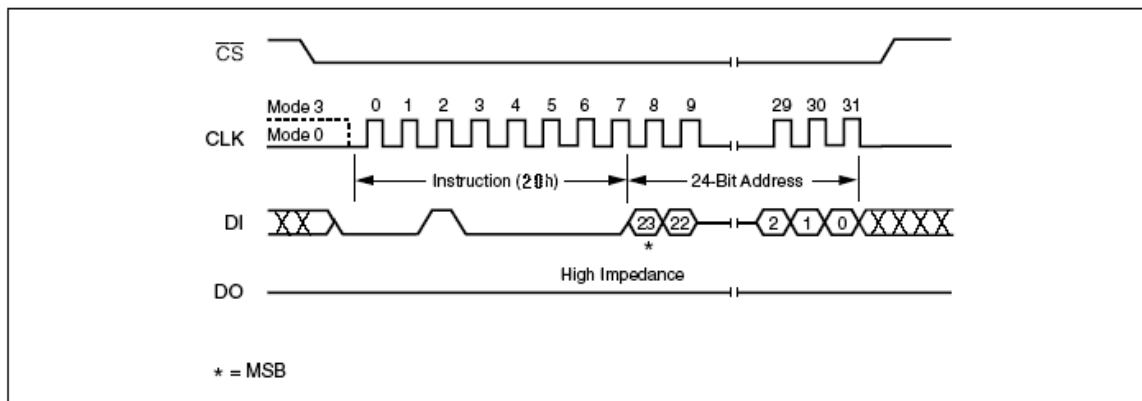 CS
Mode 3
0 1 2 3 4 5 6 7 8 9 29 30 31
CLK
Mode 0
Instruction (20h)
24-Bit Address
DI
23 22 2 1 0
*
High Impedance
DO
* = MSB